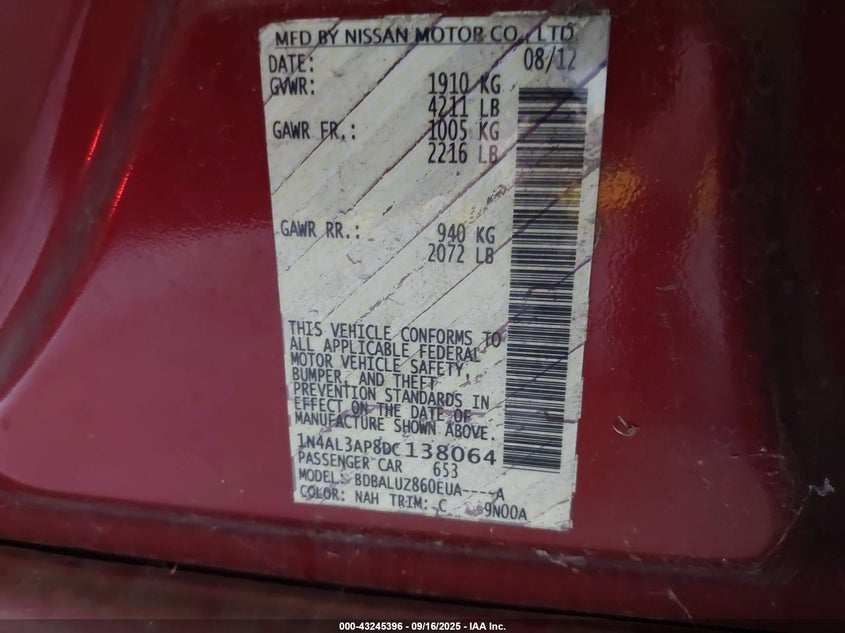 MFD BY NISSAN MOTOR CO., LTD.
DATE: 08/12
GVWR: 1910 KG
4211 LB
GAWR FR.: 1005 KG
2216 LB
GAWR RR.: 940 KG
2072 LB
THIS VEHICLE CONFORMS TO
ALL APPLICABLE FEDERAL
MOTOR VEHICLE SAFETY,
BUMPER, AND THEFT
PREVENTION STANDARDS IN
EFFECT ON THE DATE OF
MANUFACTURE SHOWN ABOVE.
1N4AL3AP8DC138064
PASSENGER CAR 653
MODEL: BDBALUZ860EUA----A
COLOR: NAH TRIM: C 9N00A
000-43245396 - 09/16/2025 - IAA Inc.